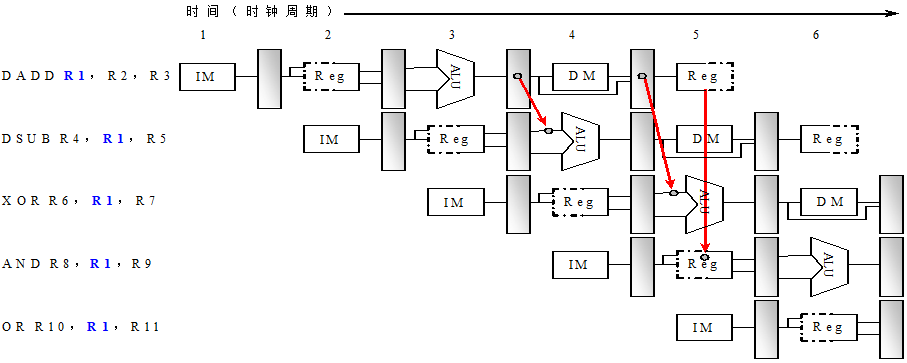 时间（时钟周期）
1 2 3 4 5 6
DADD R1，R2，R3 IM Reg ALU DM Reg
DSUB R4，R1，R5 IM Reg ALU DM Reg
XOR R6，R1，R7 IM Reg ALU DM
AND R8，R1，R9 IM Reg ALU
OR R10，R1，R11 IM Reg